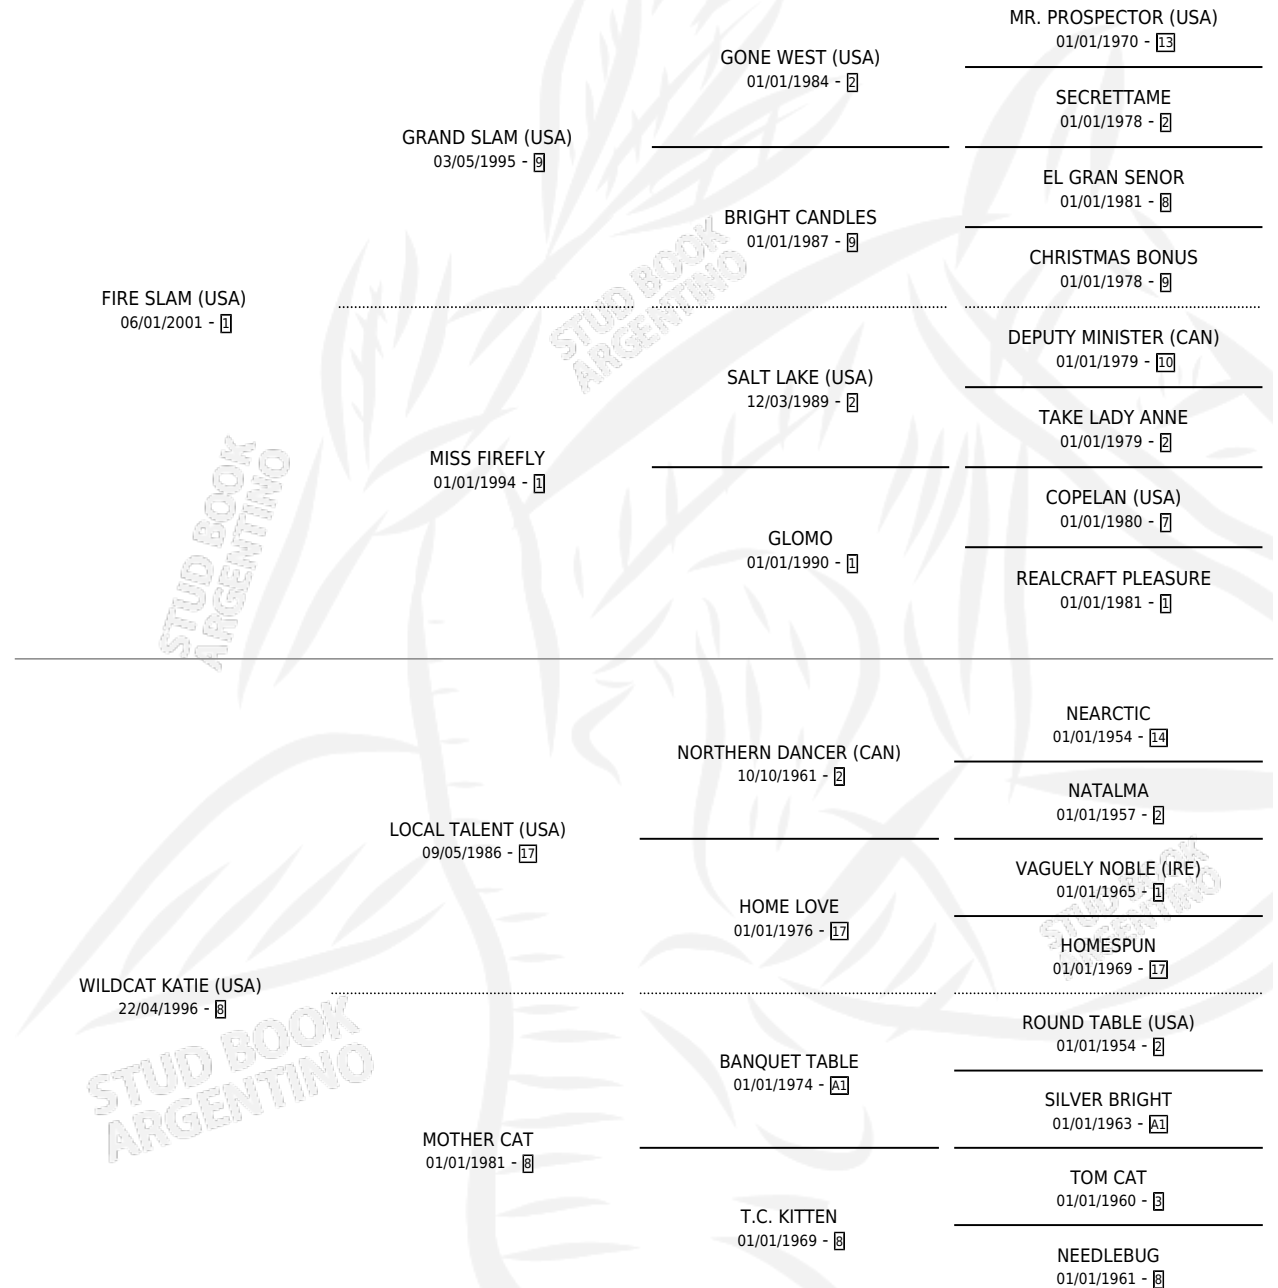 MR. PROSPECTOR (USA)
01/01/1970 - 13
GONE WEST (USA)
01/01/1984 - 2
SECRETTAME
01/01/1978 - 2
GRAND SLAM (USA)
03/05/1995 - 9
EL GRAN SENOR
01/01/1981 - 8
BRIGHT CANDLES
01/01/1987 - 9
CHRISTMAS BONUS
01/01/1978 - 9
FIRE SLAM (USA)
06/01/2001 - 1
DEPUTY MINISTER (CAN)
01/01/1979 - 10
SALT LAKE (USA)
12/03/1989 - 2
TAKE LADY ANNE
01/01/1979 - 2
MISS FIREFLY
01/01/1994 - 1
COPELAN (USA)
01/01/1980 - 7
GLOMO
01/01/1990 - 1
REALCRAFT PLEASURE
01/01/1981 - 1
NEARCTIC
01/01/1954 - 14
NORTHERN DANCER (CAN)
10/10/1961 - 2
NATALMA
01/01/1957 - 2
LOCAL TALENT (USA)
09/05/1986 - 17
VAGUELY NOBLE (IRE)
01/01/1965 - 1
HOME LOVE
01/01/1976 - 17
HOMESPUN
01/01/1969 - 17
WILDCAT KATIE (USA)
22/04/1996 - 8
ROUND TABLE (USA)
01/01/1954 - 2
BANQUET TABLE
01/01/1974 - A1
SILVER BRIGHT
01/01/1963 - A1
MOTHER CAT
01/01/1981 - 8
TOM CAT
01/01/1960 - 3
T.C. KITTEN
01/01/1969 - 8
NEEDLEBUG
01/01/1961 - 8
STUD BOOK
ARGENTINO
STUD BOOK
ARGENTINO
STUD BOOK
ARGENTINO
STUD BOOK
ARGENTINO